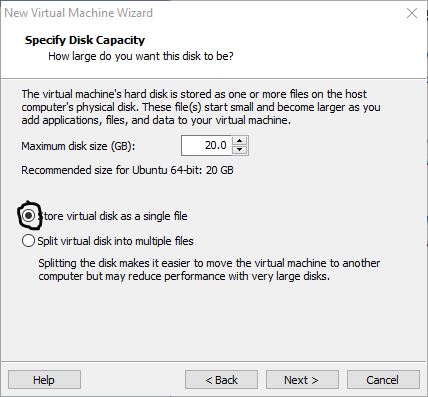 New Virtual Machine Wizard
Specify Disk Capacity
How large do you want this disk to be?
The virtual machine's hard disk is stored as one or more files on the host
computer's physical disk. These file(s) start small and become larger as you
add applications, files, and data to your virtual machine.
Maximum disk size (GB): 20.0
Recommended size for Ubuntu 64-bit: 20 GB
Store virtual disk as a single file
Split virtual disk into multiple files
Splitting the disk makes it easier to move the virtual machine to another
computer but may reduce performance with very large disks.
Help < Back Next > Cancel